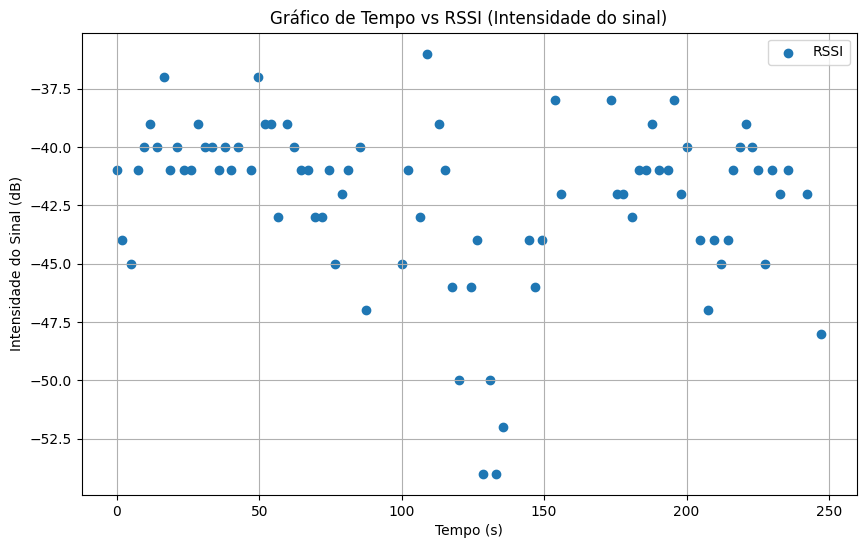 Gráfico de Tempo vs RSSI (Intensidade do sinal)
RSSI
−37.5
−40.0
−42.5
−45.0
−47.5
−50.0
−52.5
Intensidade do Sinal (dB)
0 50 100 150 200 250
Tempo (s)